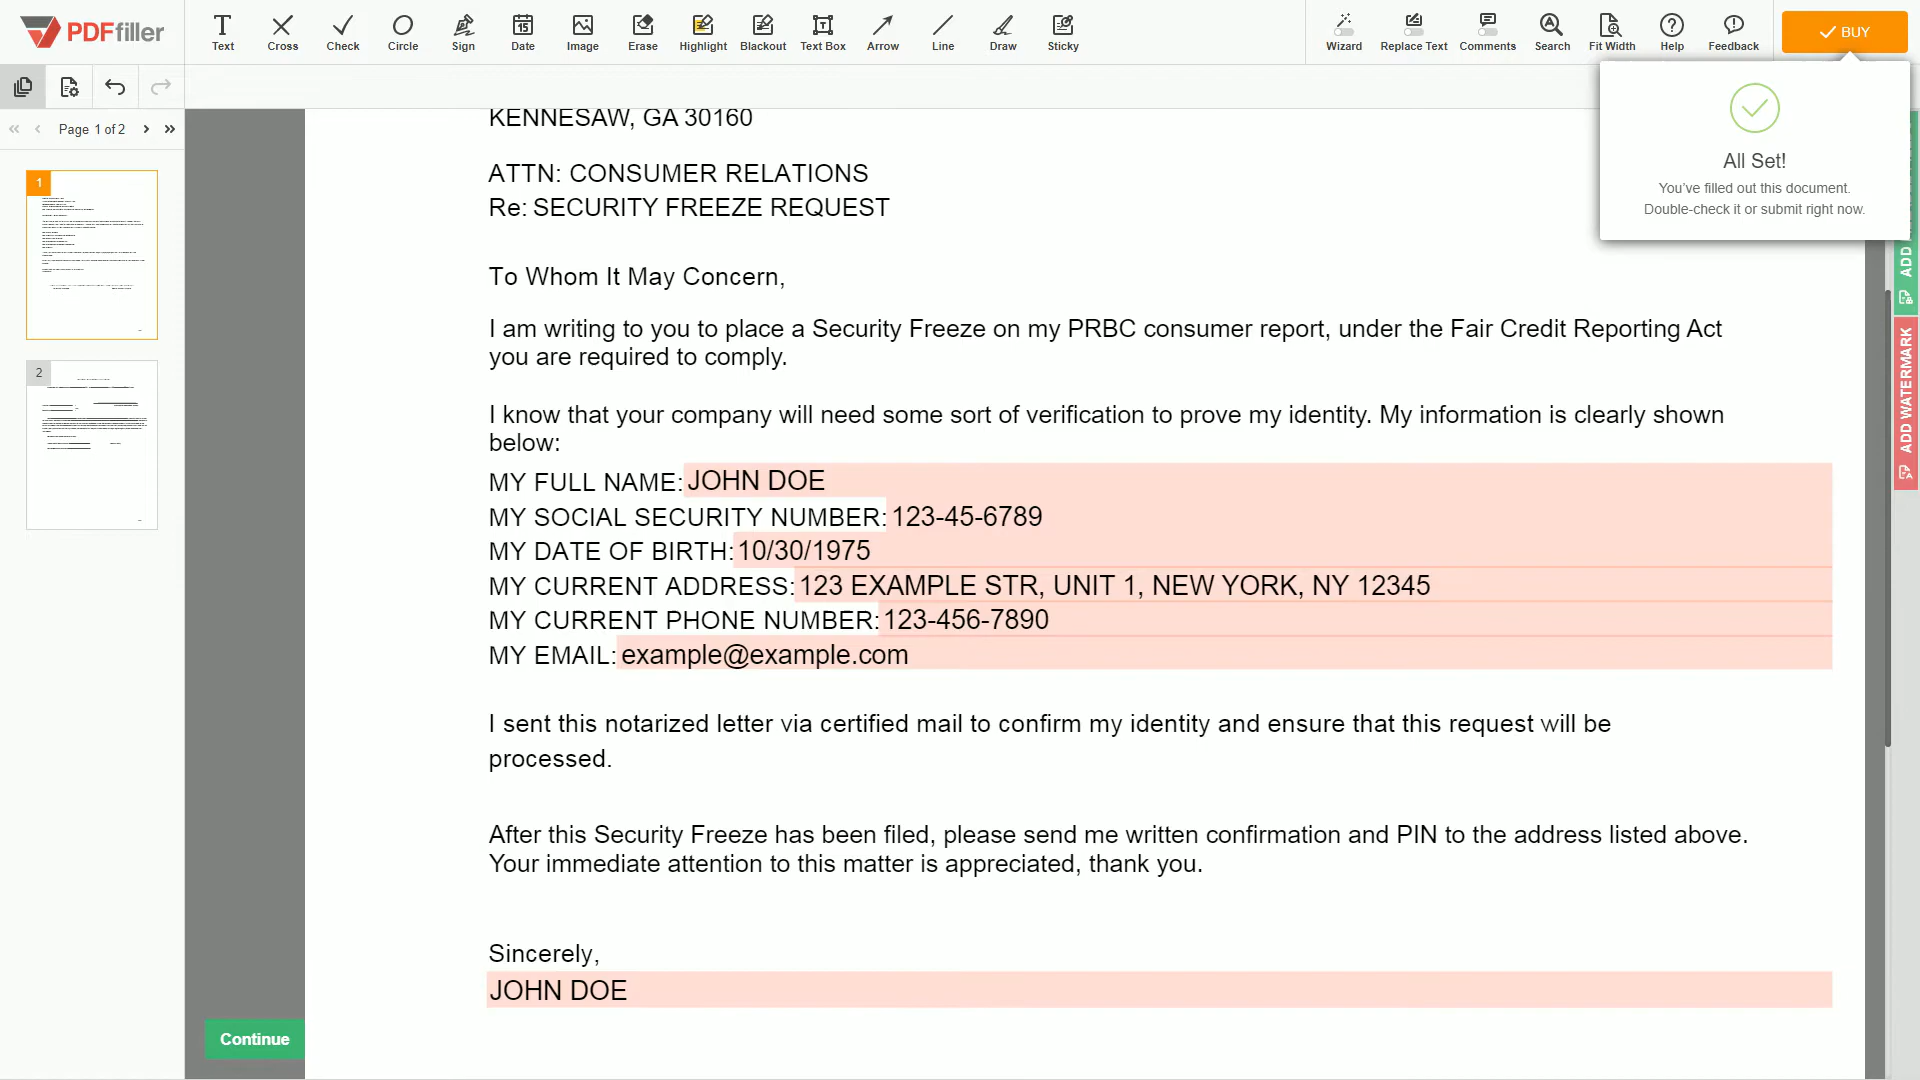 PDFfiller
Text
Cross
Check
Circle
Sign
15
Date
Image
Erase
Highlight
Blackout
Text Box
Arrow
Line
Draw
Sticky
Wizard
Replace Text
Comments
Search
Fit Width
Help
Feedback
BUY
All Set!
You've filled out this document.
Double-check it or submit right now.
Page 1 of 2
1
2
KENNESAW, GA 30160
ATTN: CONSUMER RELATIONS
Re: SECURITY FREEZE REQUEST
To Whom It May Concern,
I am writing to you to place a Security Freeze on my PRBC consumer report, under the Fair Credit Reporting Act
you are required to comply.
I know that your company will need some sort of verification to prove my identity. My information is clearly shown
below:
MY FULL NAME: JOHN DOE
MY SOCIAL SECURITY NUMBER: 123-45-6789
MY DATE OF BIRTH: 10/30/1975
MY CURRENT ADDRESS: 123 EXAMPLE STR, UNIT 1, NEW YORK, NY 12345
MY CURRENT PHONE NUMBER: 123-456-7890
MY EMAIL: example@example.com
I sent this notarized letter via certified mail to confirm my identity and ensure that this request will be
processed.
After this Security Freeze has been filed, please send me written confirmation and PIN to the address listed above.
Your immediate attention to this matter is appreciated, thank you.
Sincerely,
JOHN DOE
Continue
ADD
ADD WATERMARK